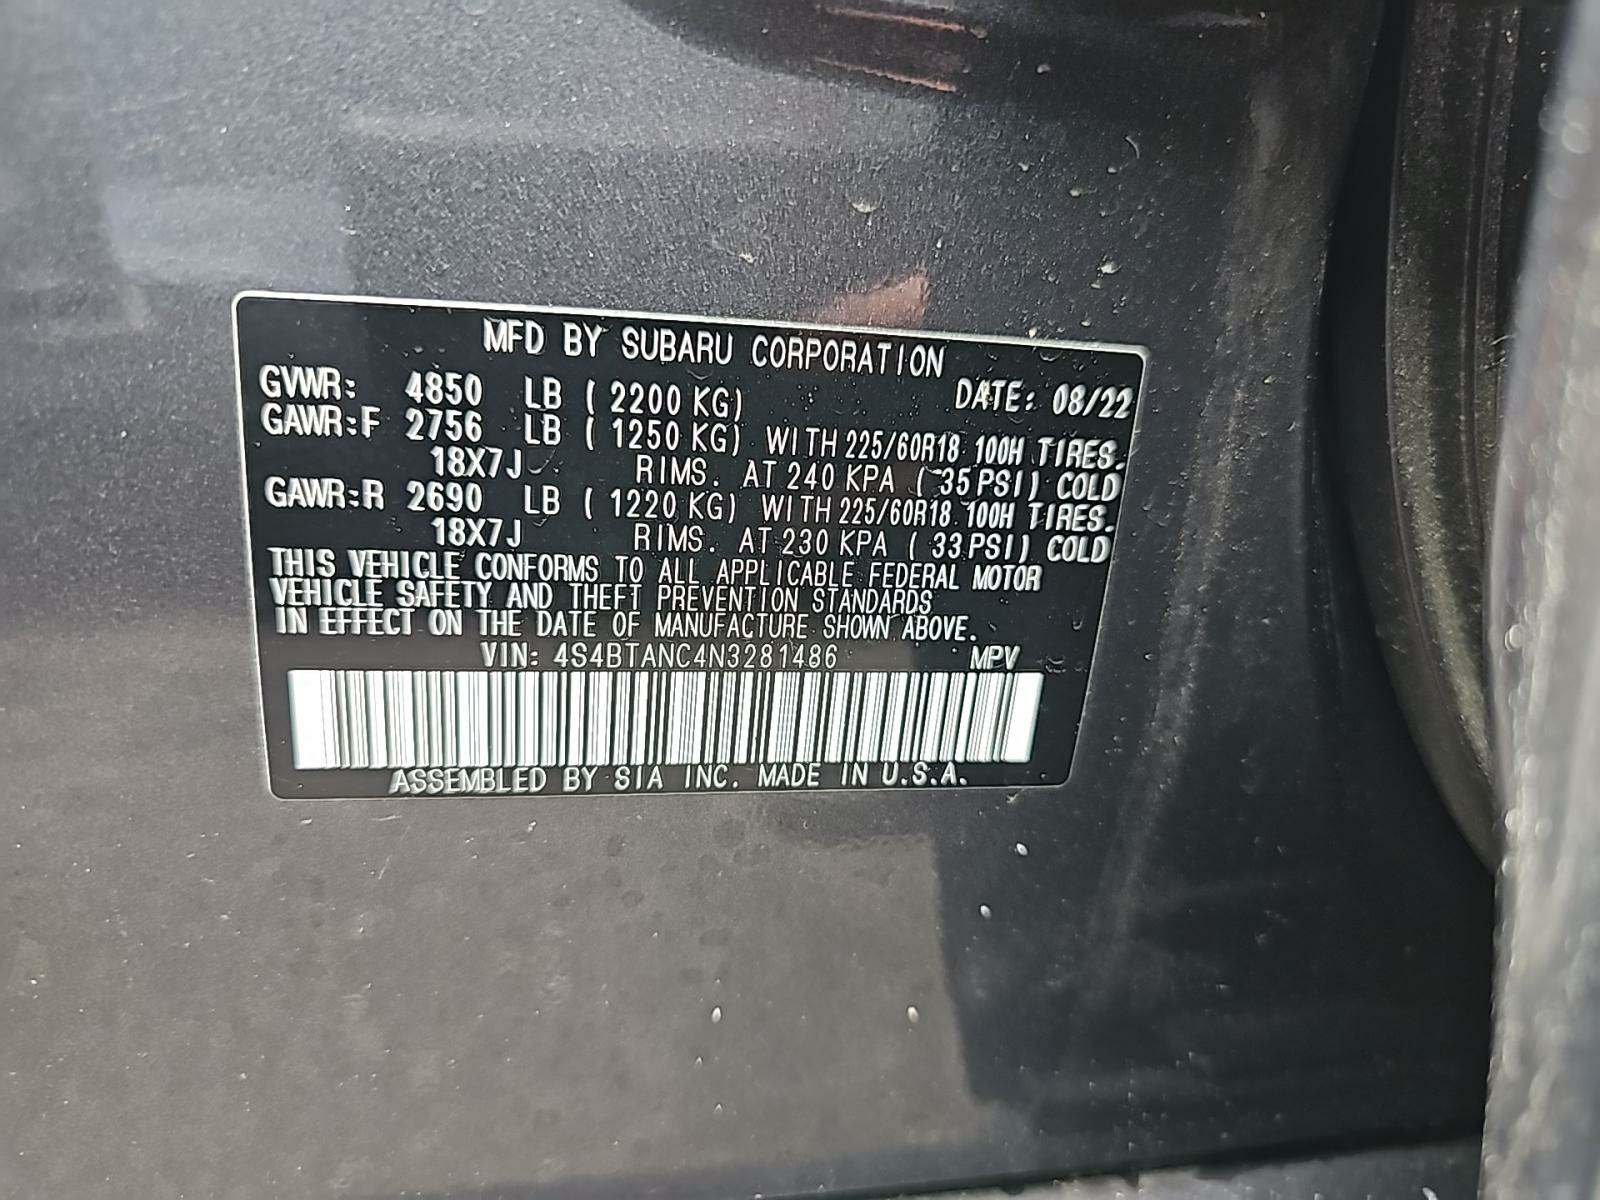 MFD BY SUBARU CORPORATION
GVWR: 4850 LB ( 2200 KG) DATE: 08/22
GAWR:F 2756 LB ( 1250 KG) WITH 225/60R18 100H TIRES.
18X7J RIMS. AT 240 KPA ( 35 PSI) COLD
GAWR:R 2690 LB ( 1220 KG) WITH 225/60R18 100H TIRES.
18X7J RIMS. AT 230 KPA ( 33 PSI) COLD
THIS VEHICLE CONFORMS TO ALL APPLICABLE FEDERAL MOTOR
VEHICLE SAFETY AND THEFT PREVENTION STANDARDS
IN EFFECT ON THE DATE OF MANUFACTURE SHOWN ABOVE.
VIN: 4S4BTANC4N3281486 MPV
ASSEMBLED BY SIA INC. MADE IN U.S.A.